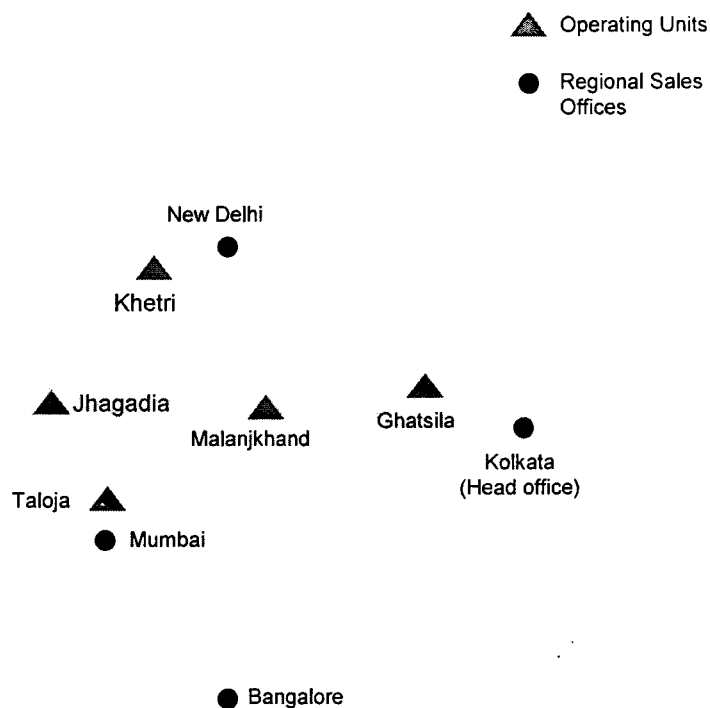 Operating Units
Regional Sales
Offices
New Delhi
Khetri
Jhagadia
Malanjkhand
Ghatsila
Kolkata
(Head office)
Taloja
Mumbai
Bangalore